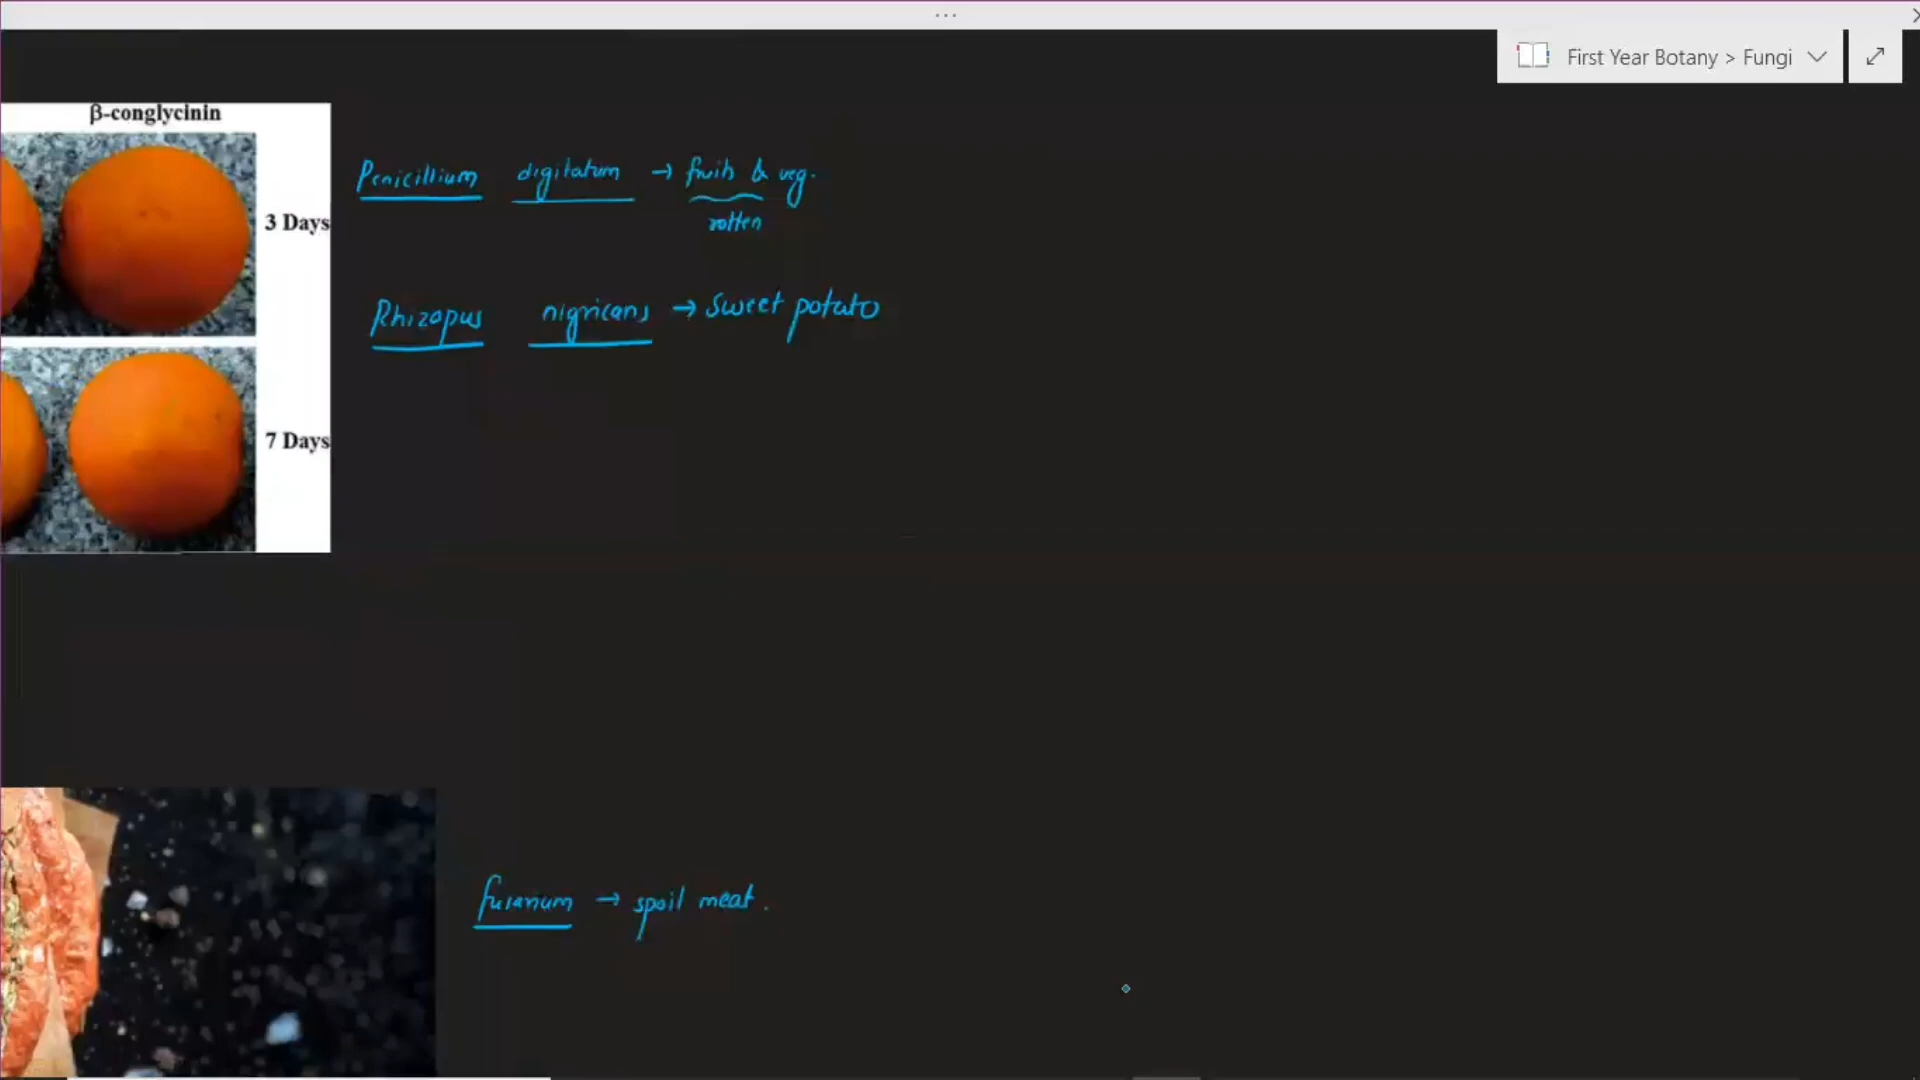 ...
First Year Botany > Fungi
β-conglycinin
3 Days
7 Days
Penicillium digitatum → fruits & veg.
rotten
Rhizopus nigricans → Sweet potato
fusarium → spoil meat.